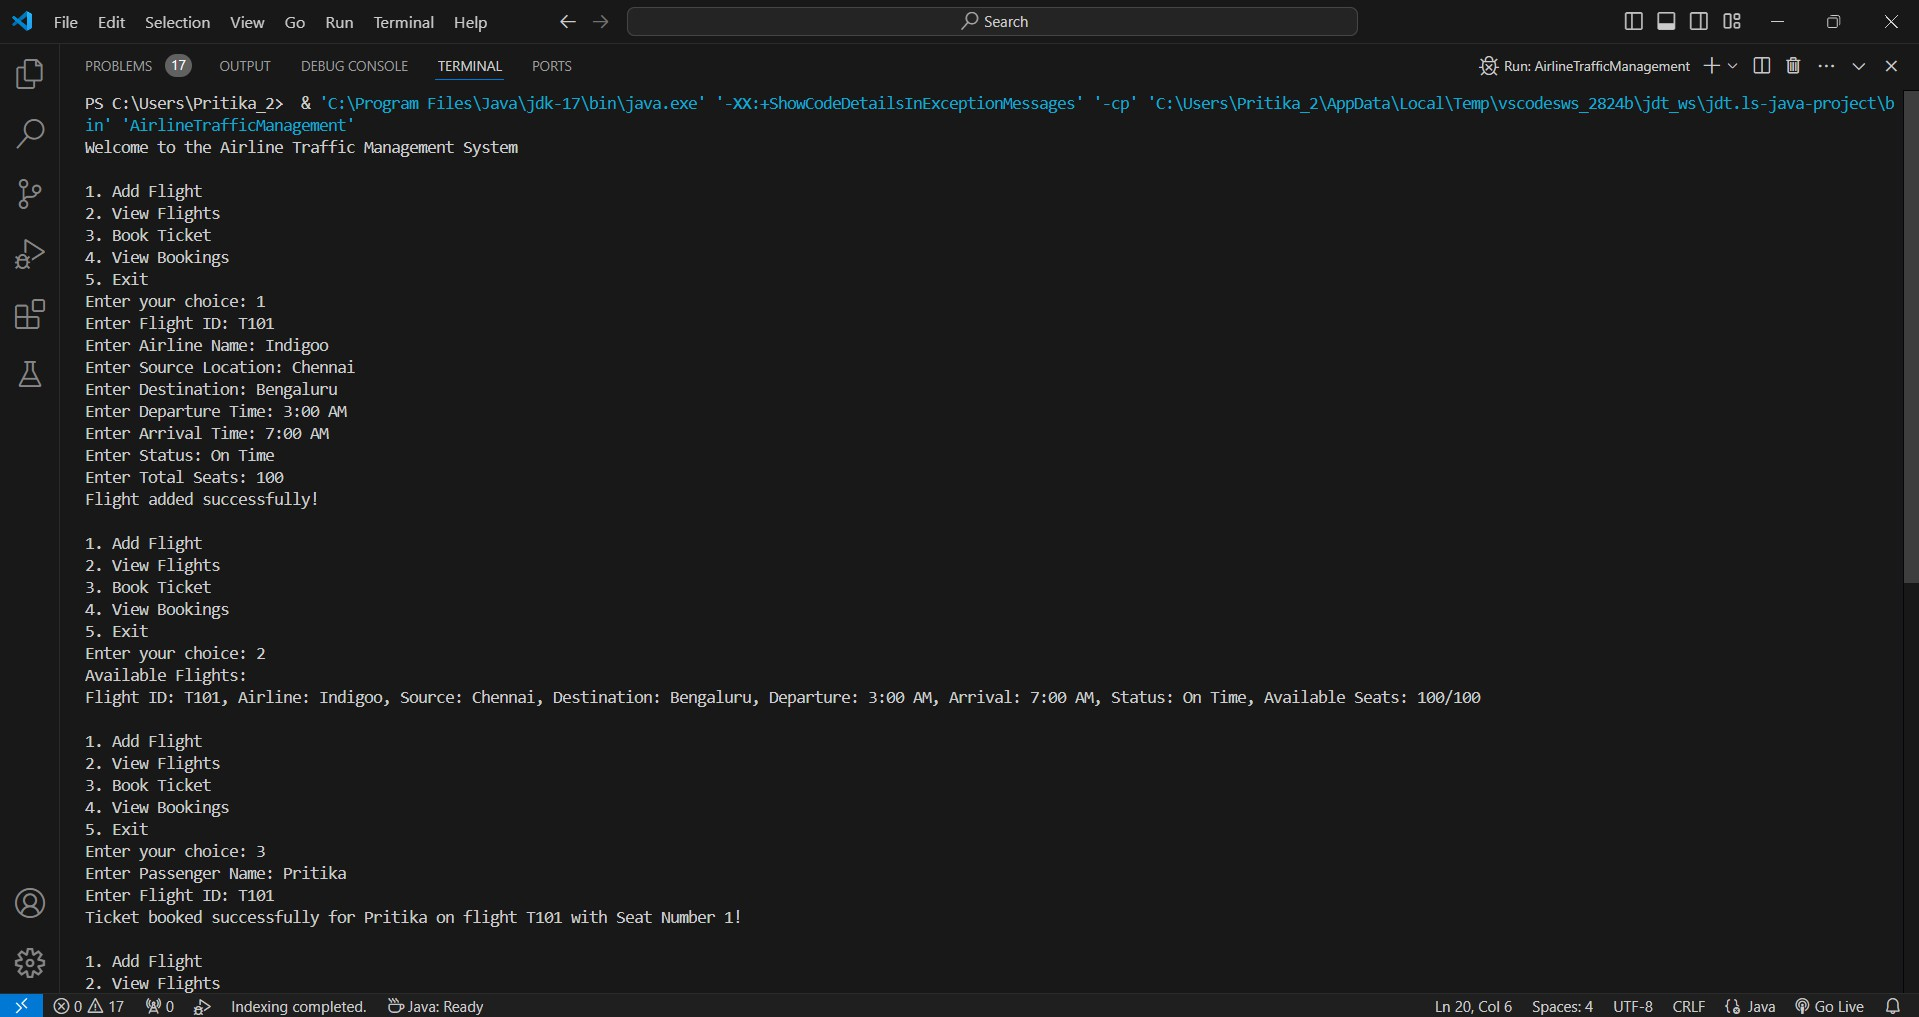 File Edit Selection View Go Run Terminal Help Search
PROBLEMS 17 OUTPUT DEBUG CONSOLE TERMINAL PORTS Run: AirlineTrafficManagement
PS C:\Users\Pritika_2>  & 'C:\Program Files\Java\jdk-17\bin\java.exe' '-XX:+ShowCodeDetailsInExceptionMessages' '-cp' 'C:\Users\Pritika_2\AppData\Local\Temp\vscodesws_2824b\jdt_ws\jdt.ls-java-project\b
in' 'AirlineTrafficManagement'
Welcome to the Airline Traffic Management System
1. Add Flight
2. View Flights
3. Book Ticket
4. View Bookings
5. Exit
Enter your choice: 1
Enter Flight ID: T101
Enter Airline Name: Indigoo
Enter Source Location: Chennai
Enter Destination: Bengaluru
Enter Departure Time: 3:00 AM
Enter Arrival Time: 7:00 AM
Enter Status: On Time
Enter Total Seats: 100
Flight added successfully!
1. Add Flight
2. View Flights
3. Book Ticket
4. View Bookings
5. Exit
Enter your choice: 2
Available Flights:
Flight ID: T101, Airline: Indigoo, Source: Chennai, Destination: Bengaluru, Departure: 3:00 AM, Arrival: 7:00 AM, Status: On Time, Available Seats: 100/100
1. Add Flight
2. View Flights
3. Book Ticket
4. View Bookings
5. Exit
Enter your choice: 3
Enter Passenger Name: Pritika
Enter Flight ID: T101
Ticket booked successfully for Pritika on flight T101 with Seat Number 1!
1. Add Flight
2. View Flights
0 17 0 Indexing completed. Java: Ready Ln 20, Col 6 Spaces: 4 UTF-8 CRLF Java Go Live